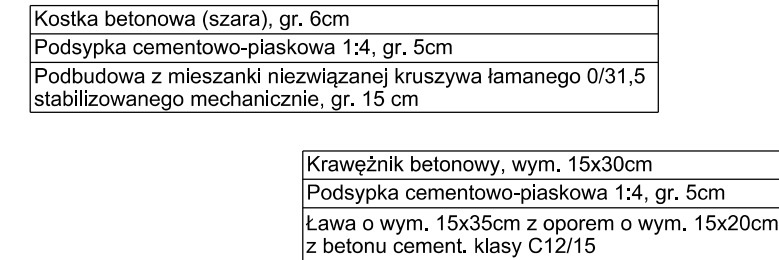 Kostka betonowa (szara), gr. 6cm
Podsypka cementowo-piaskowa 1:4, gr. 5cm
Podbudowa z mieszanki niezwiązanej kruszywa łamanego 0/31,5
stabilizowanego mechanicznie, gr. 15 cm
Krawężnik betonowy, wym. 15x30cm
Podsypka cementowo-piaskowa 1:4, gr. 5cm
Ława o wym. 15x35cm z oporem o wym. 15x20cm
z betonu cement. klasy C12/15